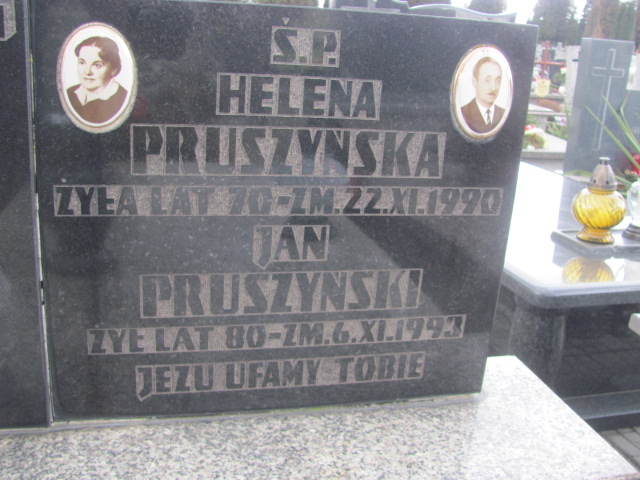 Ś.P.
HELENA
PRUSZYŃSKA
ŻYŁA LAT 70-ZM.22.XI.1990
JAN
PRUSZYŃSKI
ŻYŁ LAT 80-ZM.6.XI.1993
JEZU UFAMY TOBIE